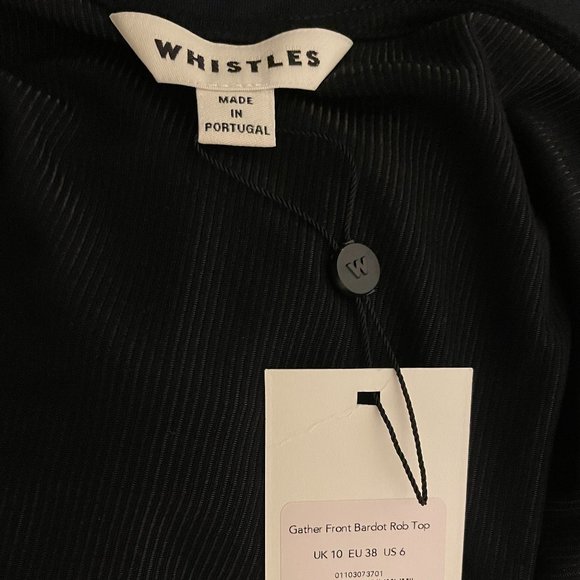 WHISTLES
MADE
IN
PORTUGAL
W
Gather Front Bardot Rob Top
UK 10 EU 38 US 6
01103073701